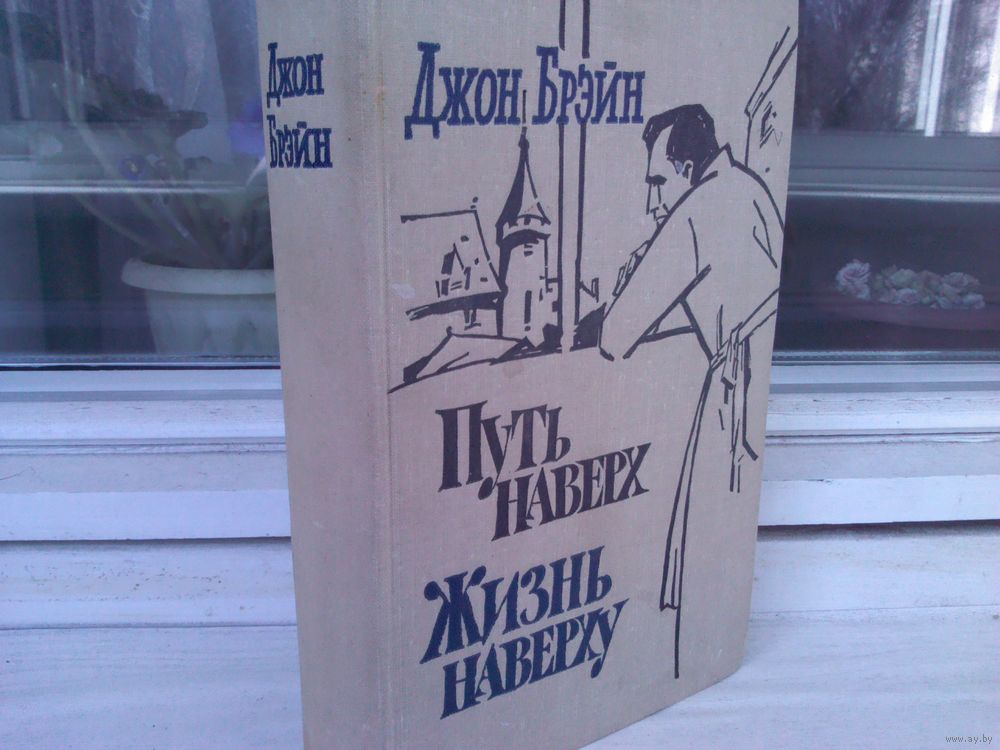 Джон
Брэйн
Джон Брэйн
Путь
наверх
Жизнь
наверху
www.ay.by